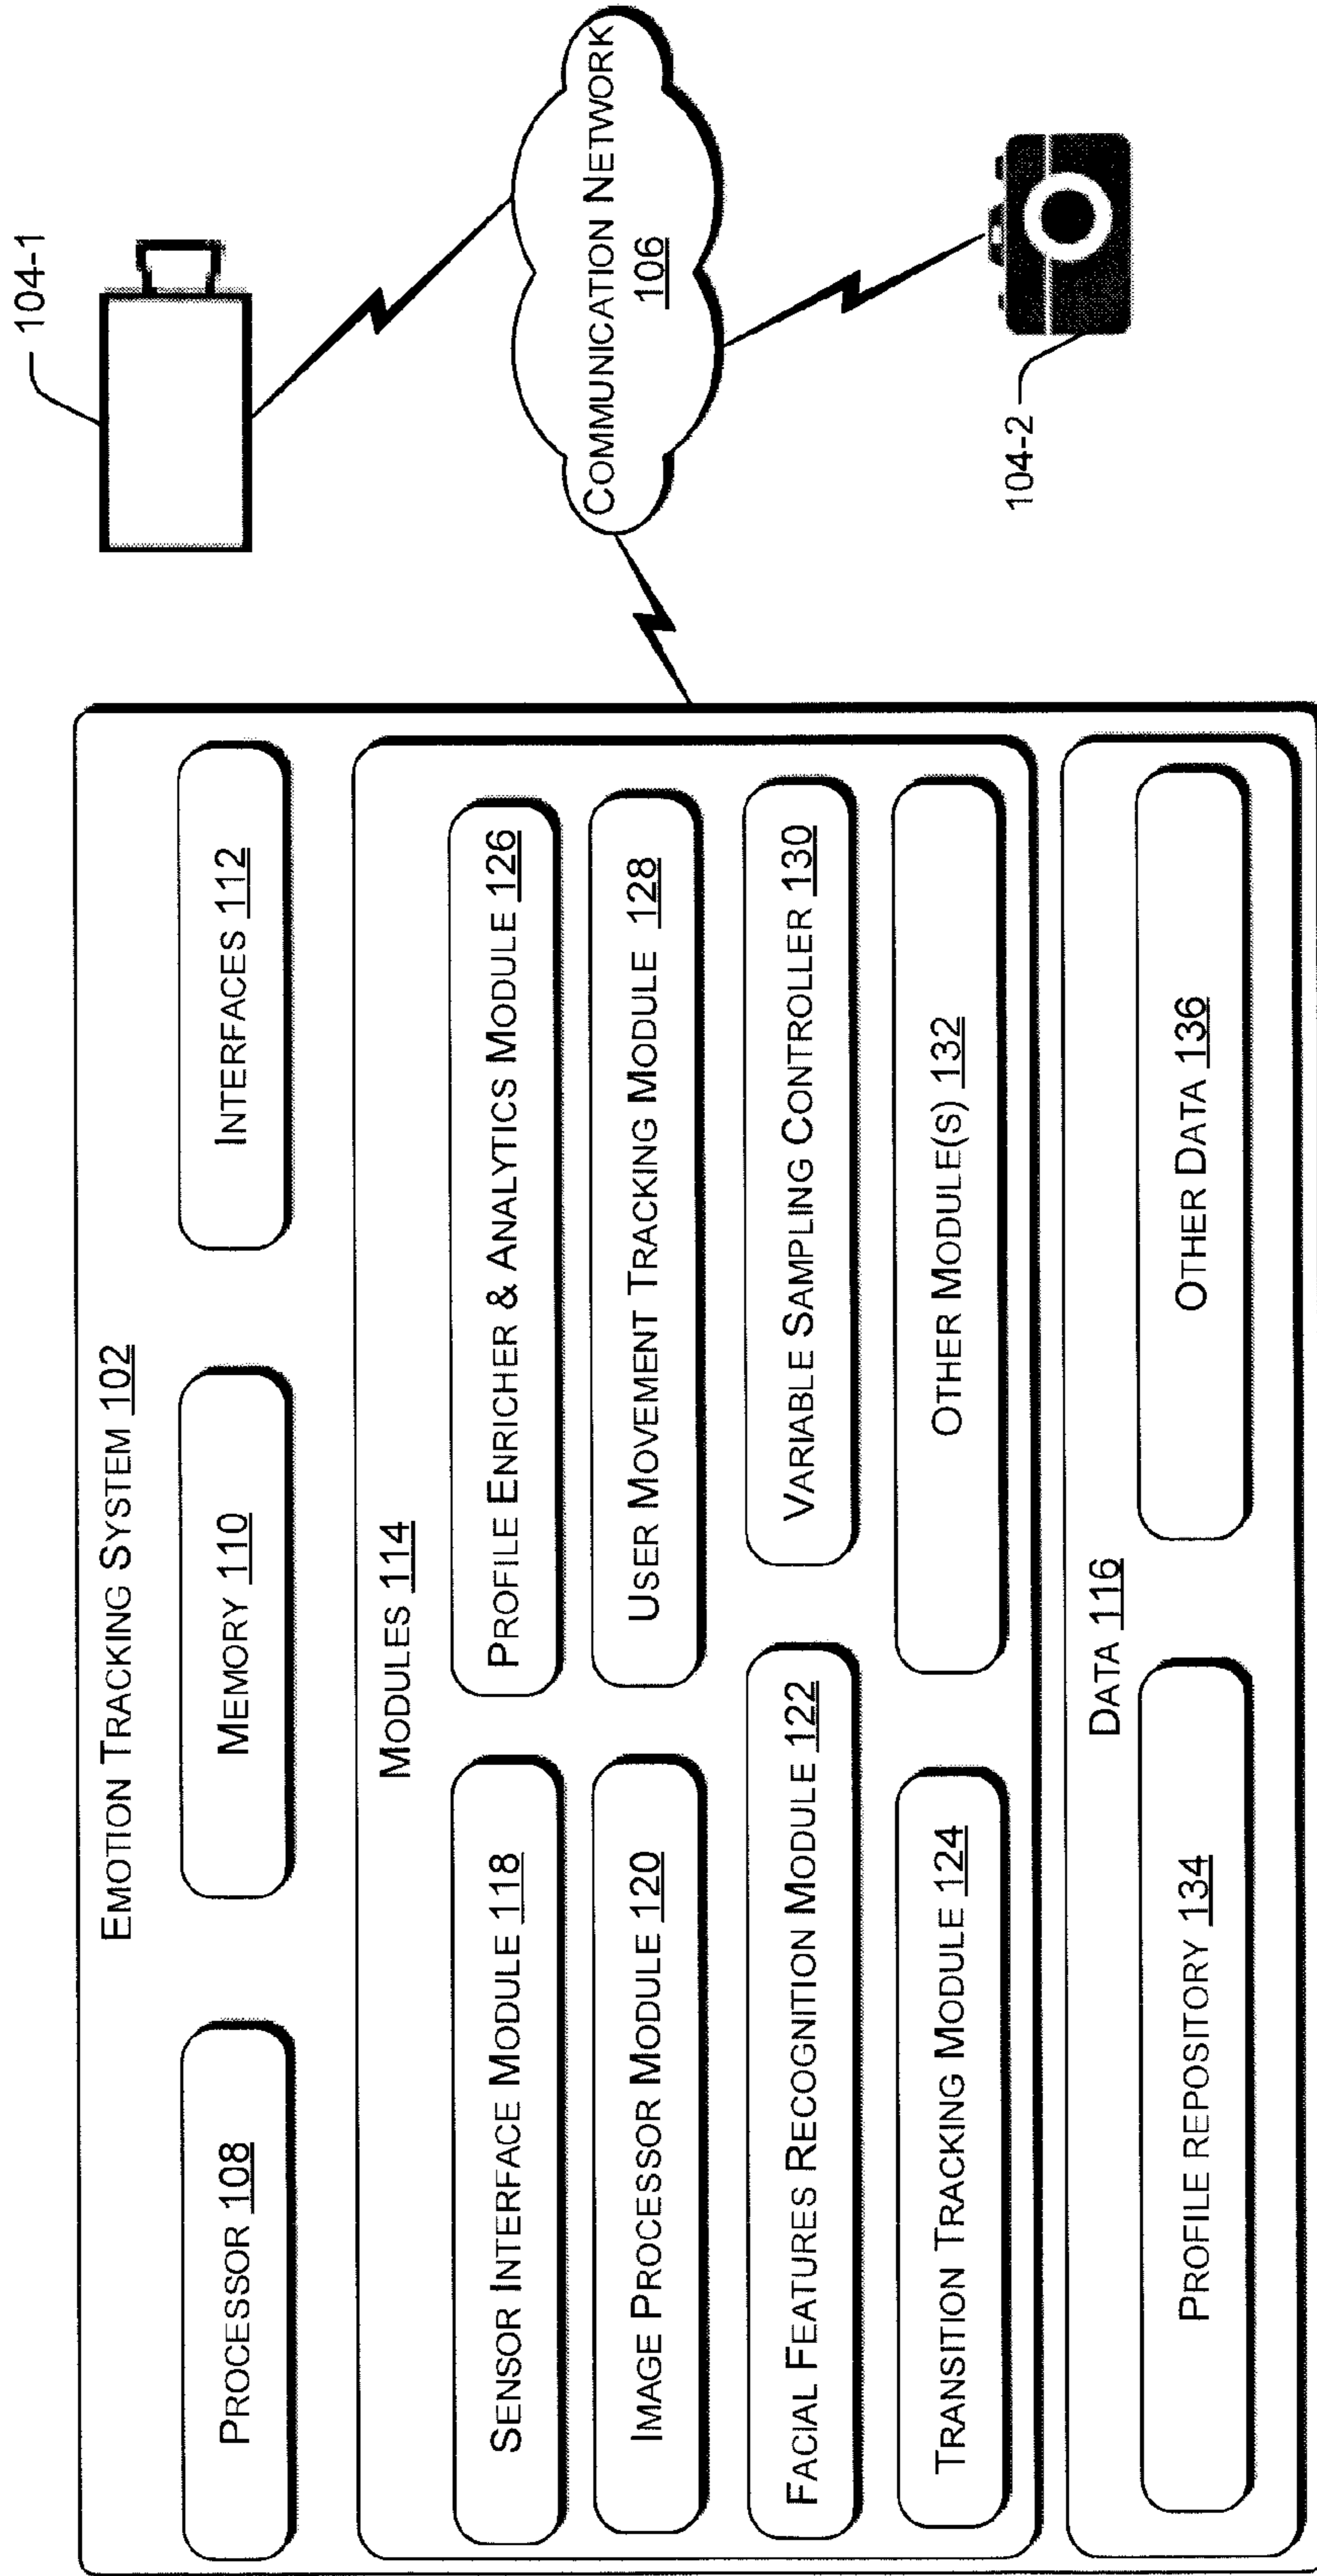 EMOTION TRACKING SYSTEM 102
PROCESSOR 108
MEMORY 110
INTERFACES 112
MODULES 114
SENSOR INTERFACE MODULE 118
PROFILE ENRICHER & ANALYTICS MODULE 126
IMAGE PROCESSOR MODULE 120
USER MOVEMENT TRACKING MODULE 128
FACIAL FEATURES RECOGNITION MODULE 122
VARIABLE SAMPLING CONTROLLER 130
TRANSITION TRACKING MODULE 124
OTHER MODULE(S) 132
DATA 116
PROFILE REPOSITORY 134
OTHER DATA 136
104-1
COMMUNICATION NETWORK
106
104-2